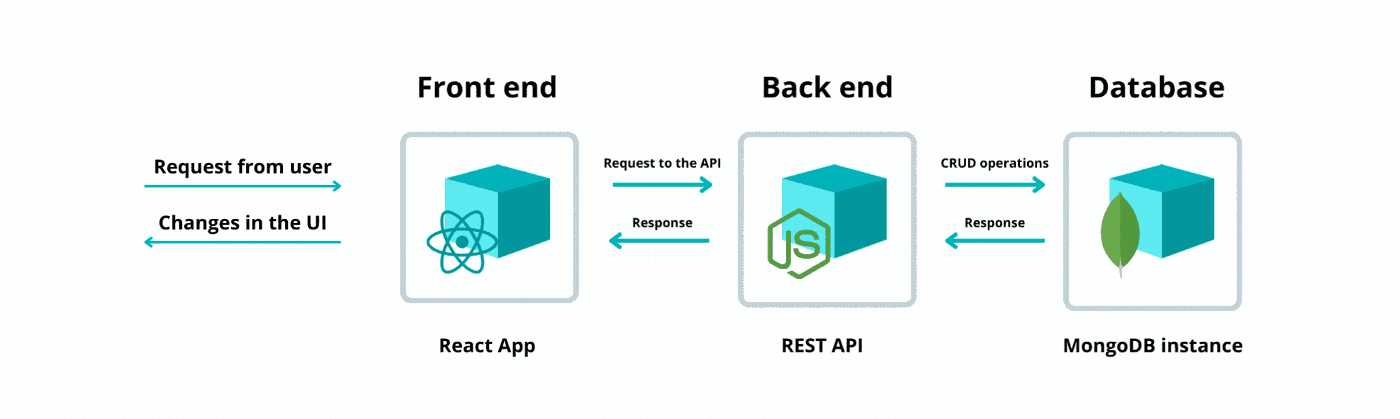 Front end
Back end
Database
Request from user
Changes in the UI
Request to the API
Response
CRUD operations
Response
JS
React App
REST API
MongoDB instance